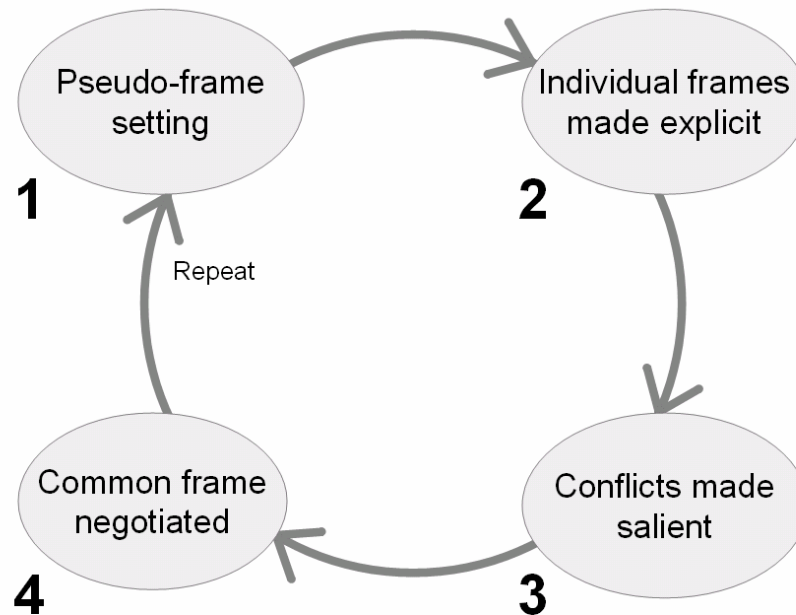 Pseudo-frame
setting
1
Individual frames
made explicit
2
Conflicts made
salient
3
Common frame
negotiated
4
Repeat